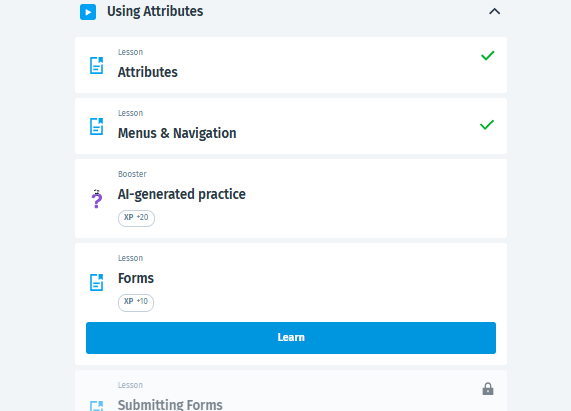 Using Attributes
Lesson
Attributes
Lesson
Menus & Navigation
Booster
AI-generated practice
XP +20
Lesson
Forms
XP +10
Learn
Lesson
Submitting Forms